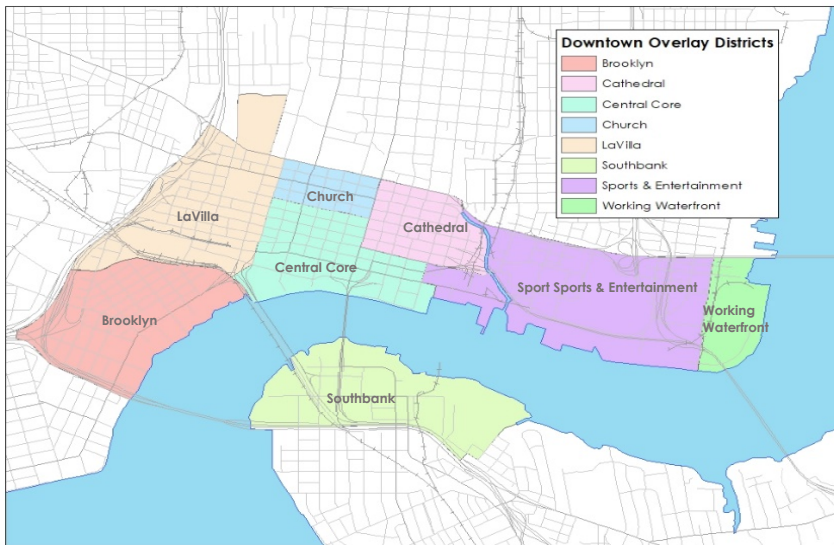 Downtown Overlay Districts
Brooklyn
Cathedral
Central Core
Church
LaVilla
Southbank
Sports & Entertainment
Working Waterfront
Church
LaVilla
Cathedral
Central Core
Sport Sports & Entertainment
Brooklyn
Working
Waterfront
Southbank